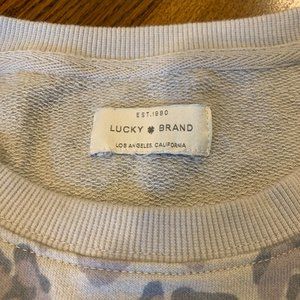 EST.1990
LUCKY BRAND
LOS ANGELES, CALIFORNIA